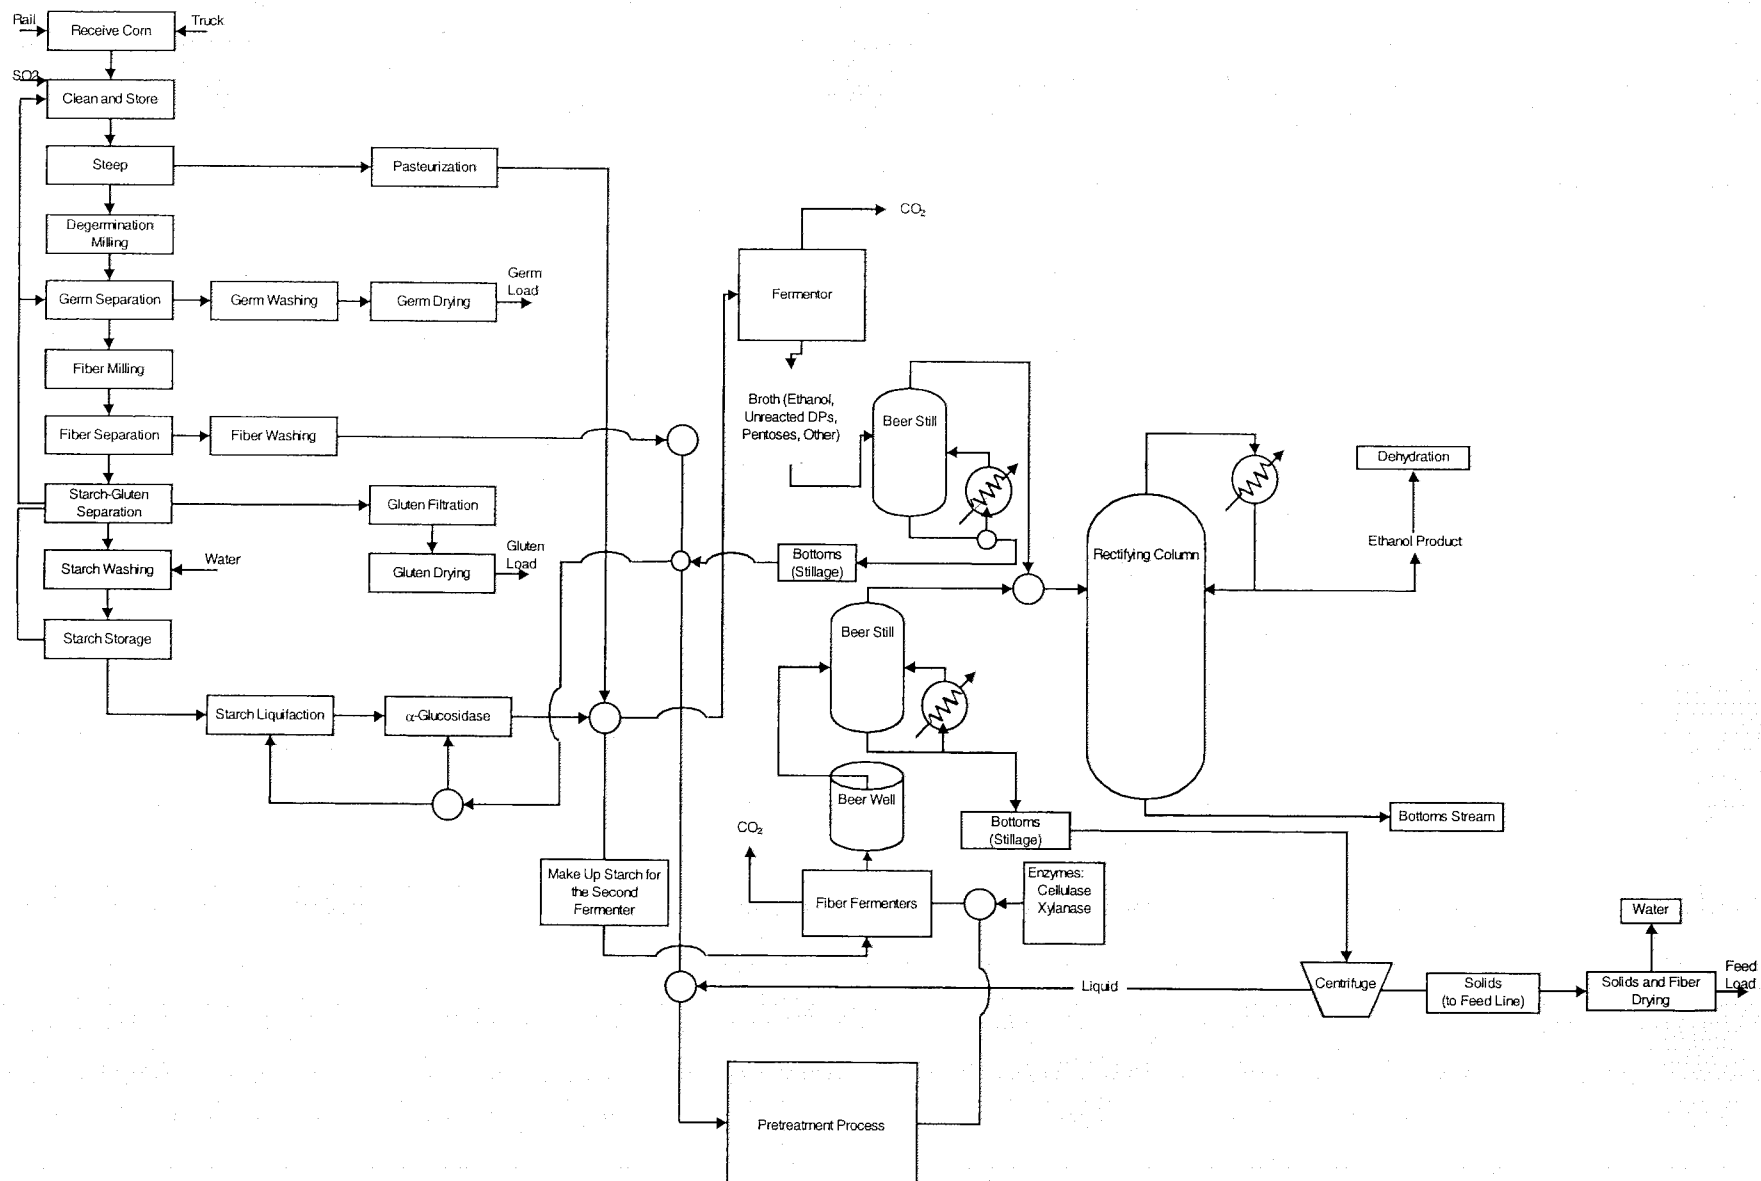 Rail
Receive Corn
Truck
SO2
Clean and Store
Steep
Pasteurization
Degermination
Milling
CO₂
Germ Separation
Germ Washing
Germ Drying
Germ
Load
Fermentor
Fiber Milling
Broth (Ethanol,
Unreacted DPs,
Pentoses, Other)
Beer Still
Fiber Separation
Fiber Washing
Dehydration
Starch-Gluten
Separation
Gluten Filtration
Ethanol Product
Rectifying Column
Starch Washing
Water
Gluten Drying
Gluten
Load
Bottoms
(Stillage)
Starch Storage
Beer Still
Starch Liquifaction
α-Glucosidase
Beer Well
Bottoms
(Stillage)
Bottoms Stream
CO₂
Make Up Starch for
the Second
Fermenter
Fiber Fermenters
Enzymes:
Cellulase
Xylanase
Water
Liquid
Centrifuge
Solids
(to Feed Line)
Solids and Fiber
Drying
Feed
Load
Pretreatment Process